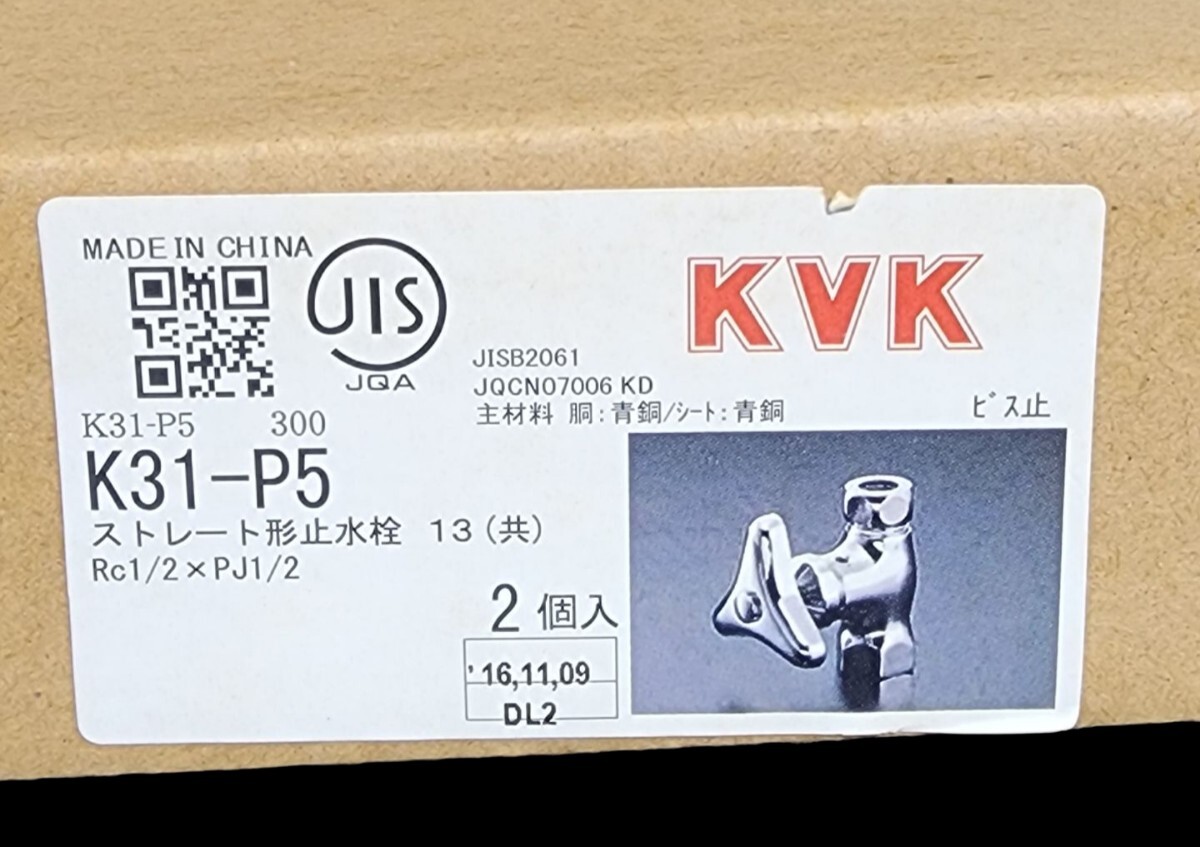 MADE IN CHINA
JIS
JQA
KVK
JISB2061
JQCN07006 KD
主材料 胴:青銅/シート:青銅
ビス止
K31-P5 300
K31-P5
ストレート形止水栓 13(共)
Rc1/2×PJ1/2
2個入
'16,11,09
DL2